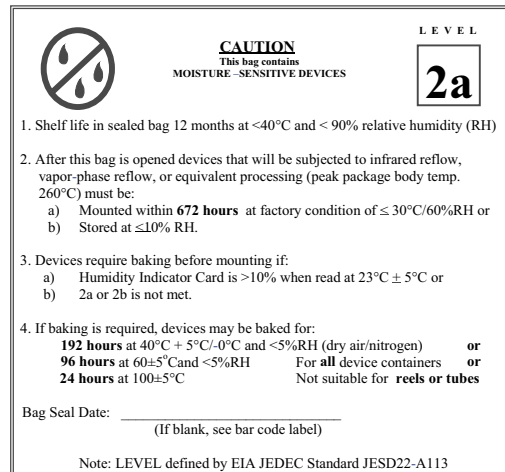 LEVEL
CAUTION
This bag contains
MOISTURE –SENSITIVE DEVICES
2a
1. Shelf life in sealed bag 12 months at <40°C and < 90% relative humidity (RH)
2. After this bag is opened devices that will be subjected to infrared reflow,
vapor-phase reflow, or equivalent processing (peak package body temp.
260°C) must be:
a) Mounted within 672 hours at factory condition of ≤ 30°C/60%RH or
b) Stored at ≤10% RH.
3. Devices require baking before mounting if:
a) Humidity Indicator Card is >10% when read at 23°C ± 5°C or
b) 2a or 2b is not met.
4. If baking is required, devices may be baked for:
192 hours at 40°C + 5°C/-0°C and <5%RH (dry air/nitrogen) or
96 hours at 60±5°Cand <5%RH For all device containers or
24 hours at 100±5°C Not suitable for reels or tubes
Bag Seal Date: ____________________________
(If blank, see bar code label)
Note: LEVEL defined by EIA JEDEC Standard JESD22-A113